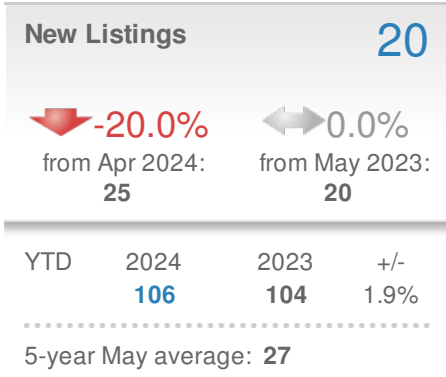 New Listings 20
-20.0% 0.0%
from Apr 2024: from May 2023:
25 20
YTD 2024 2023 +/-
106 104 1.9%
5-year May average: 27